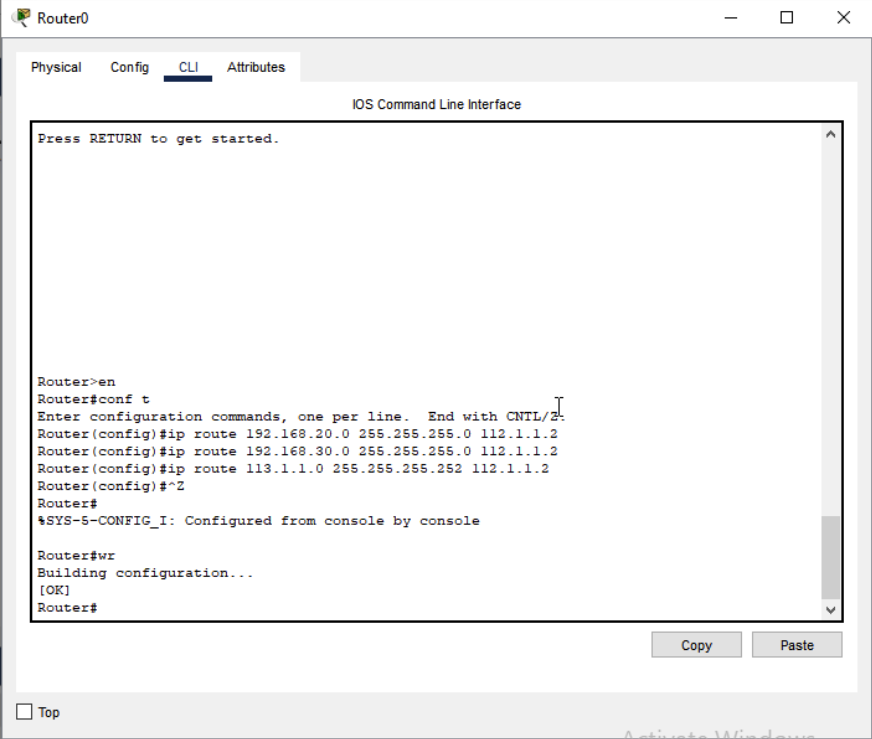 Router0
Physical Config CLI Attributes
IOS Command Line Interface
Press RETURN to get started.
Router>en
Router#conf t
Enter configuration commands, one per line.  End with CNTL/Z.
Router(config)#ip route 192.168.20.0 255.255.255.0 112.1.1.2
Router(config)#ip route 192.168.30.0 255.255.255.0 112.1.1.2
Router(config)#ip route 113.1.1.0 255.255.255.252 112.1.1.2
Router(config)#^Z
Router#
%SYS-5-CONFIG_I: Configured from console by console
Router#wr
Building configuration...
[OK]
Router#
Copy Paste
Top
Activate Windows